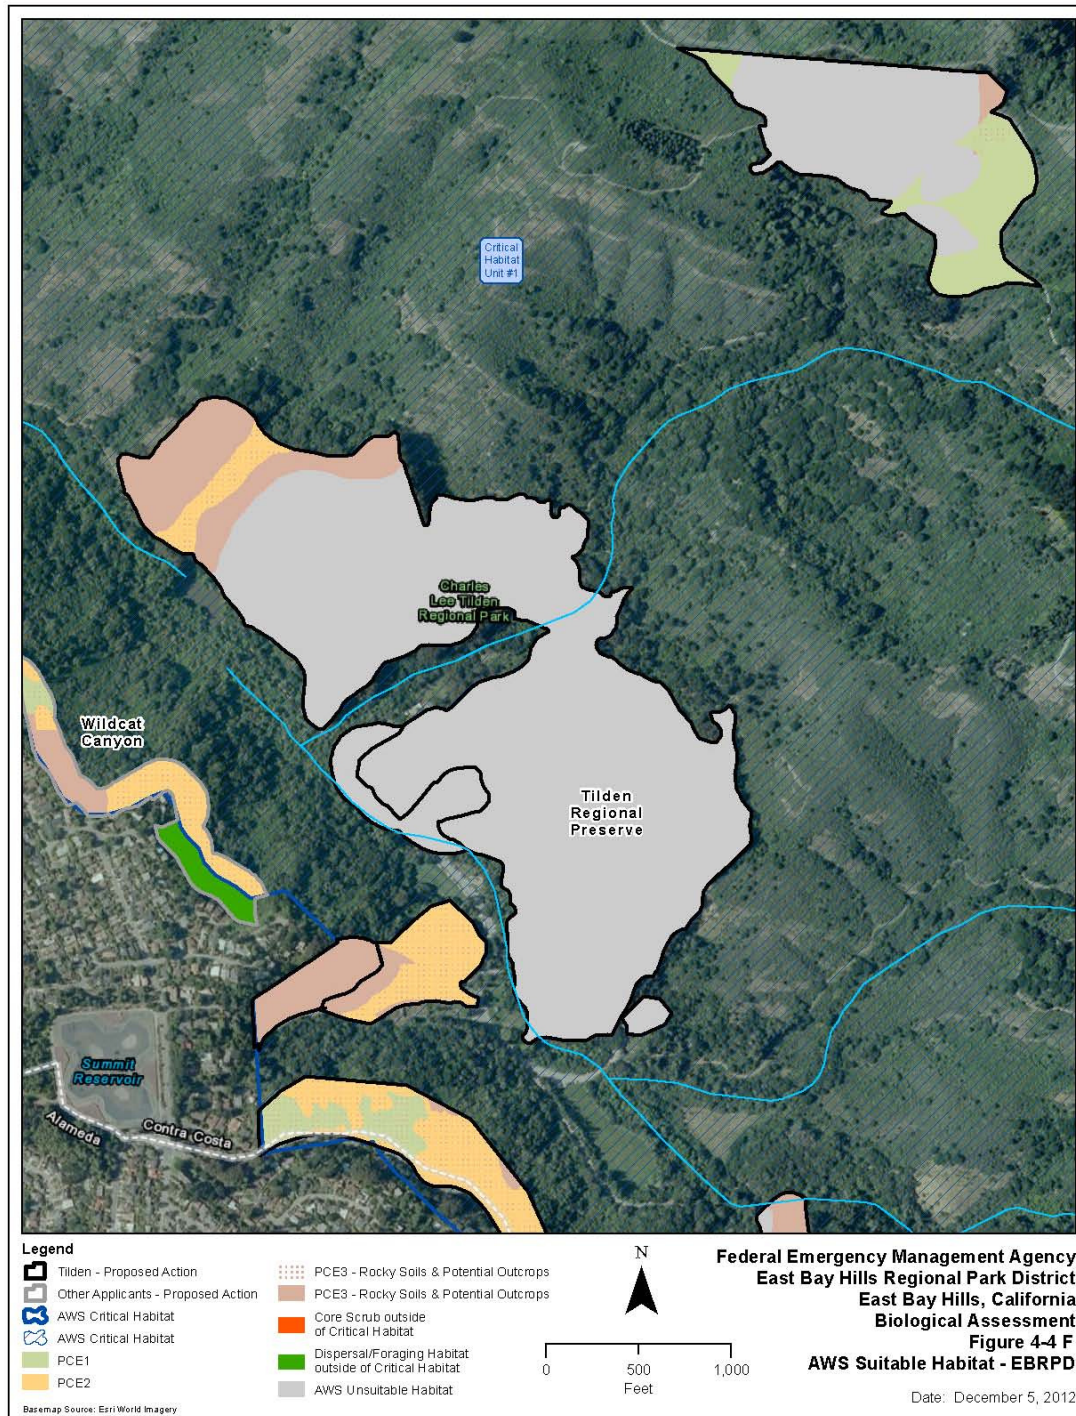 Critical
Habitat
Unit #1
Charles
Lee Tilden
Regional Park
Wildcat
Canyon
Tilden
Regional
Preserve
Summit
Reservoir
Alameda
Contra Costa
Legend
Tilden - Proposed Action
Other Applicants - Proposed Action
AWS Critical Habitat
AWS Critical Habitat
PCE1
PCE2
PCE3 - Rocky Soils & Potential Outcrops
PCE3 - Rocky Soils & Potential Outcrops
Core Scrub outside
of Critical Habitat
Dispersal/Foraging Habitat
outside of Critical Habitat
AWS Unsuitable Habitat
N
0 500 1,000
Feet
Federal Emergency Management Agency
East Bay Hills Regional Park District
East Bay Hills, California
Biological Assessment
Figure 4-4 F
AWS Suitable Habitat - EBRPD
Date: December 5, 2012
Basemap Source: Esri World Imagery